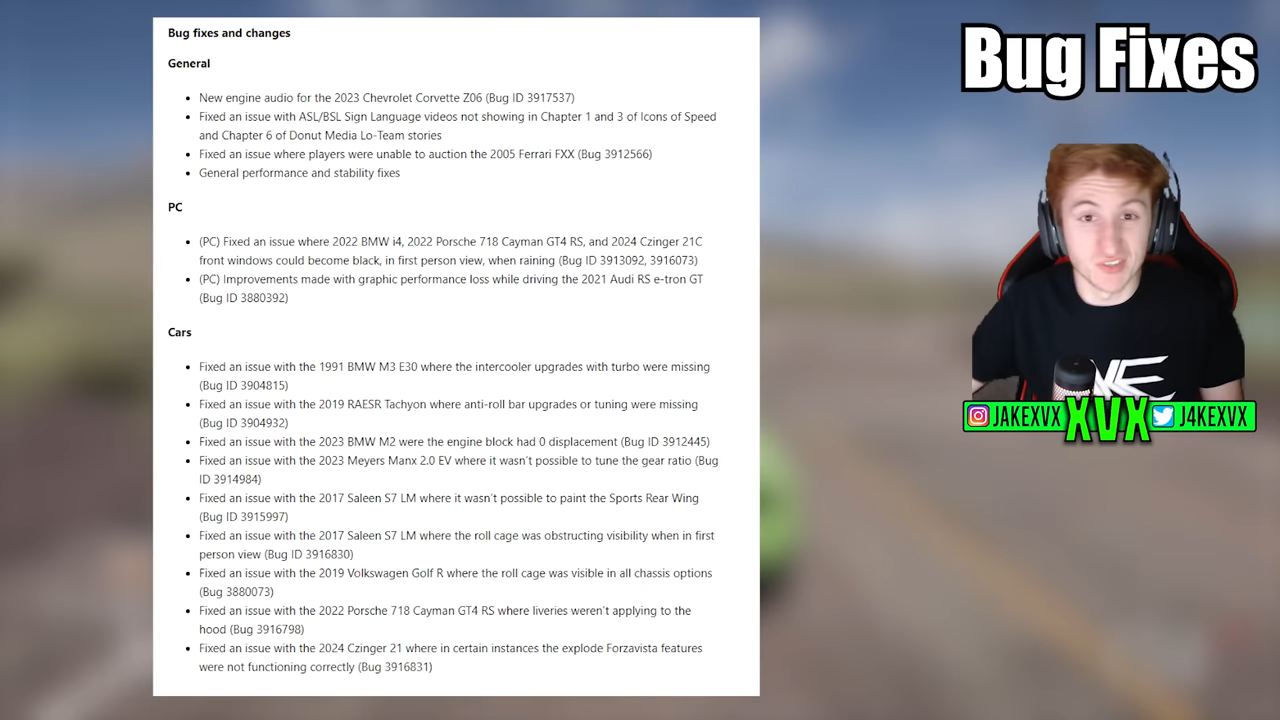 Bug fixes and changes
General
New engine audio for the 2023 Chevrolet Corvette Z06 (Bug ID 3917537)
Fixed an issue with ASL/BSL Sign Language videos not showing in Chapter 1 and 3 of Icons of Speed
and Chapter 6 of Donut Media Lo-Team stories
Fixed an issue where players were unable to auction the 2005 Ferrari FXX (Bug 3912566)
General performance and stability fixes
PC
(PC) Fixed an issue where 2022 BMW i4, 2022 Porsche 718 Cayman GT4 RS, and 2024 Czinger 21C
front windows could become black, in first person view, when raining (Bug ID 3913092, 3916073)
(PC) Improvements made with graphic performance loss while driving the 2021 Audi RS e-tron GT
(Bug ID 3880392)
Cars
Fixed an issue with the 1991 BMW M3 E30 where the intercooler upgrades with turbo were missing
(Bug ID 3904815)
Fixed an issue with the 2019 RAESR Tachyon where anti-roll bar upgrades or tuning were missing
(Bug ID 3904932)
Fixed an issue with the 2023 BMW M2 were the engine block had 0 displacement (Bug ID 3912445)
Fixed an issue with the 2023 Meyers Manx 2.0 EV where it wasn't possible to tune the gear ratio (Bug
ID 3914984)
Fixed an issue with the 2017 Saleen S7 LM where it wasn't possible to paint the Sports Rear Wing
(Bug ID 3915997)
Fixed an issue with the 2017 Saleen S7 LM where the roll cage was obstructing visibility when in first
person view (Bug ID 3916830)
Fixed an issue with the 2019 Volkswagen Golf R where the roll cage was visible in all chassis options
(Bug 3880073)
Fixed an issue with the 2022 Porsche 718 Cayman GT4 RS where liveries weren't applying to the
hood (Bug 3916798)
Fixed an issue with the 2024 Czinger 21 where in certain instances the explode Forzavista features
were not functioning correctly (Bug 3916831)
Bug Fixes
JAKEXVX XVX J4KEXVX